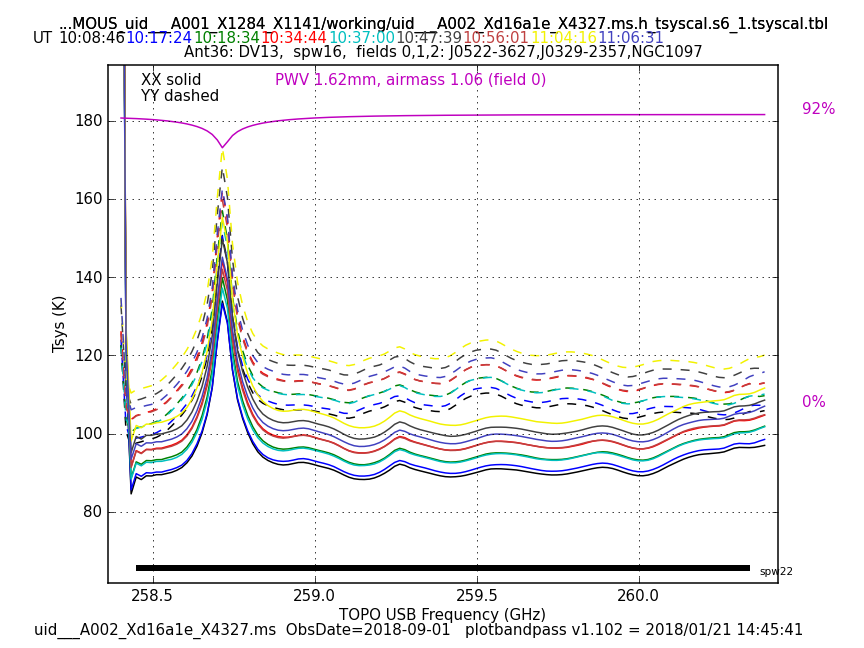 ...MOUS_uid___A001_X1284_X1141/working/uid___A002_Xd16a1e_X4327.ms.h_tsyscal.s6_1.tsyscal.tbl
UT 10:08:46 10:17:24 10:18:34 10:34:44 10:37:00 10:47:39 10:56:01 11:04:16 11:06:31
Ant36: DV13, spw16, fields 0,1,2: J0522-3627,J0329-2357,NGC1097
XX solid
PWV 1.62mm, airmass 1.06 (field 0)
YY dashed
92%
180
160
140
120
100
80
Tsys (K)
0%
spw22
258.5 259.0 259.5 260.0
TOPO USB Frequency (GHz)
uid___A002_Xd16a1e_X4327.ms ObsDate=2018-09-01 plotbandpass v1.102 = 2018/01/21 14:45:41